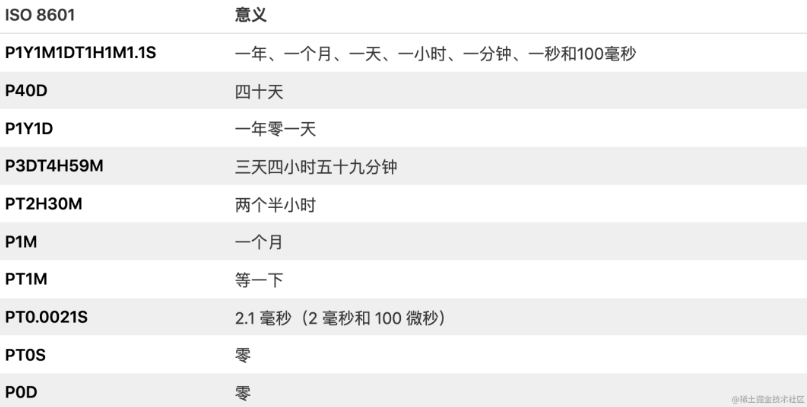 ISO 8601 意义
P1Y1M1DT1H1M1.1S 一年、一个月、一天、一小时、一分钟、一秒和100毫秒
P40D 四十天
P1Y1D 一年零一天
P3DT4H59M 三天四小时五十九分钟
PT2H30M 两个半小时
P1M 一个月
PT1M 等一下
PT0.0021S 2.1 毫秒（2 毫秒和 100 微秒）
PT0S 零
P0D 零
@稀土掘金技术社区